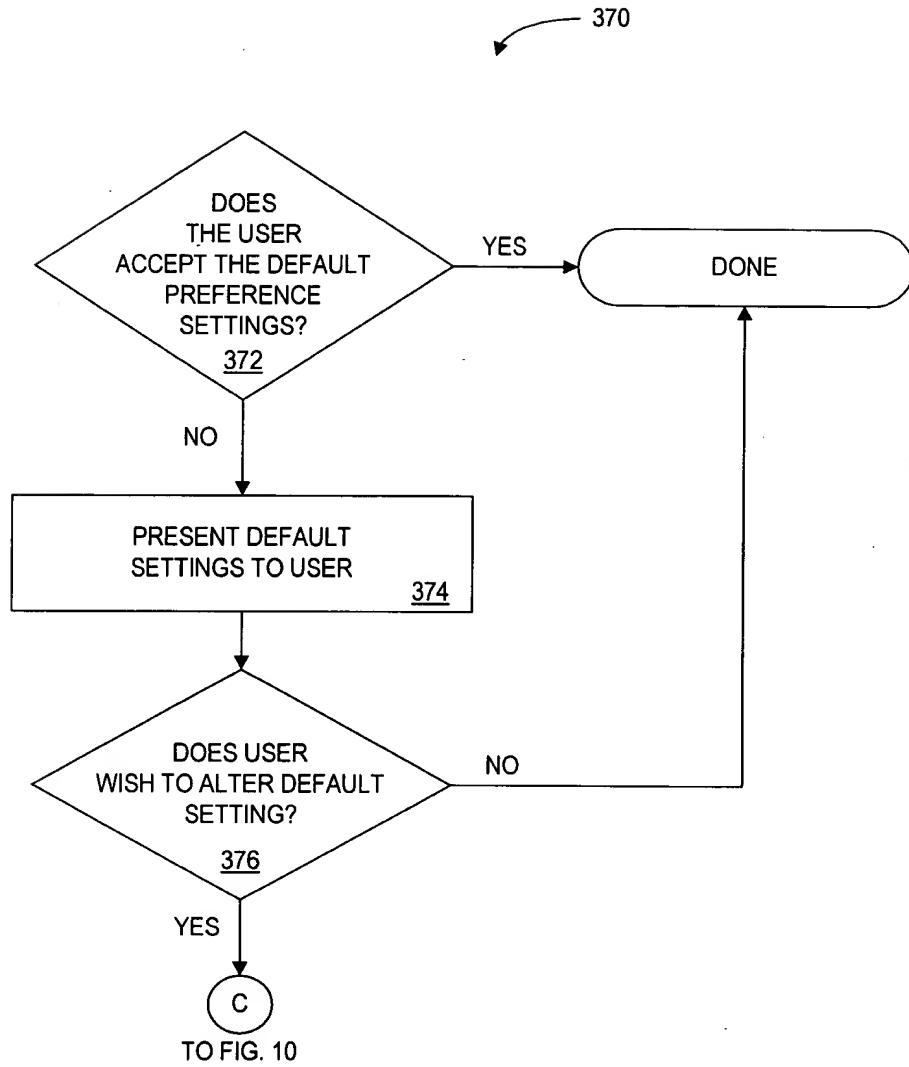 370
DOES
THE USER
ACCEPT THE DEFAULT
PREFERENCE
SETTINGS?
372
YES
DONE
NO
PRESENT DEFAULT
SETTINGS TO USER
374
DOES USER
WISH TO ALTER DEFAULT
SETTING?
376
NO
YES
C
TO FIG. 10